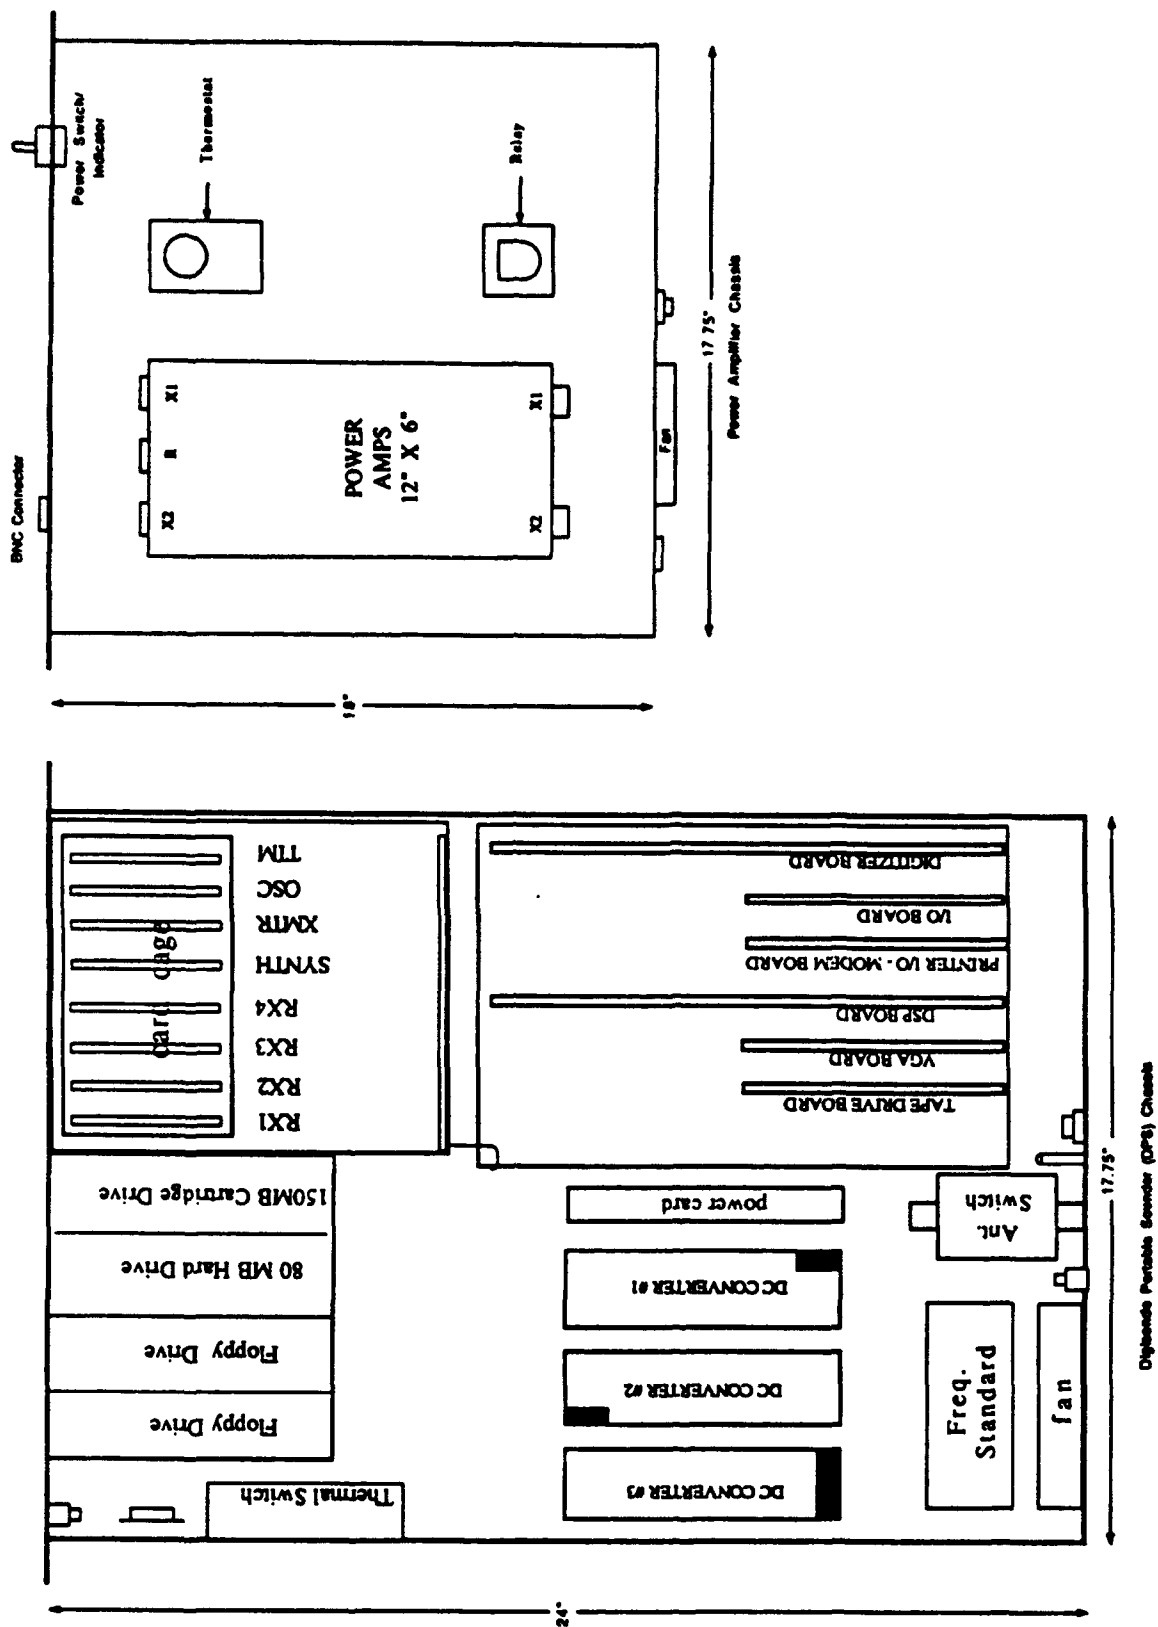 BNC Connector
Power Switch/
Indicator
Thermostat
Relay
X2
R
X1
POWER
AMPS
12" X 6"
X2
X1
Fan
17 75"
Power Amplifier Chassis
18"
TIM
OSC
XMTR
SYNTH
RX4
RX3
RX2
RX1
card cage
DIGITIZER BOARD
I/O BOARD
PRINTER I/O - MODEM BOARD
DSP BOARD
VGA BOARD
TAPE DRIVE BOARD
150MB Cartridge Drive
80 MB Hard Drive
Floppy Drive
Floppy Drive
Thermal Switch
power card
DC CONVERTER #1
DC CONVERTER #2
DC CONVERTER #3
Ant.
Switch
Freq.
Standard
fan
17.75"
Digisonde Portable Sounder (DPS) Chassis
24"